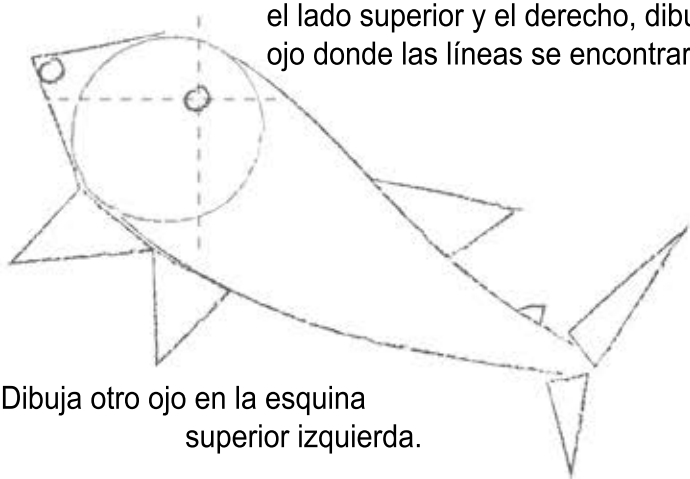 el lado superior y el derecho,
ojo donde las líneas se
Dibuja otro ojo en la esquina
superior izquierda.